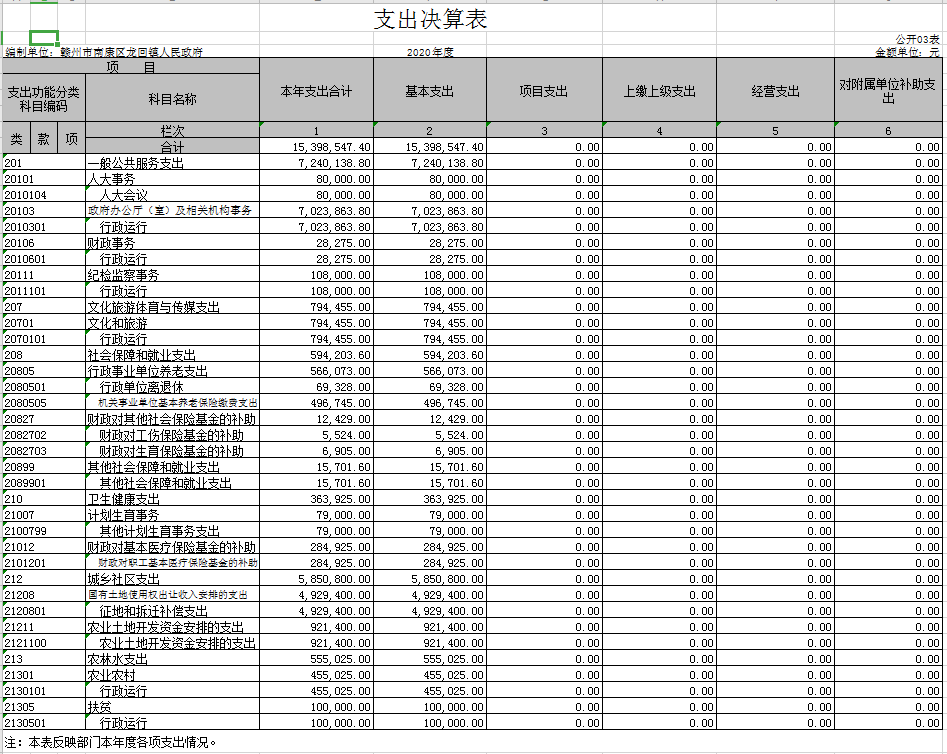 支出决算表
公开03表
编制单位：赣州市南康区龙回镇人民政府 2020年度 金额单位：元
项 目 本年支出合计 基本支出 项目支出 上缴上级支出 经营支出 对附属单位补助支出
支出功能分类科目编码 科目名称
类 款 项 栏次 1 2 3 4 5 6
合计 15,398,547.40 15,398,547.40 0.00 0.00 0.00 0.00
201 一般公共服务支出 7,240,138.80 7,240,138.80 0.00 0.00 0.00 0.00
20101 人大事务 80,000.00 80,000.00 0.00 0.00 0.00 0.00
2010104 人大会议 80,000.00 80,000.00 0.00 0.00 0.00 0.00
20103 政府办公厅（室）及相关机构事务 7,023,863.80 7,023,863.80 0.00 0.00 0.00 0.00
2010301 行政运行 7,023,863.80 7,023,863.80 0.00 0.00 0.00 0.00
20106 财政事务 28,275.00 28,275.00 0.00 0.00 0.00 0.00
2010601 行政运行 28,275.00 28,275.00 0.00 0.00 0.00 0.00
20111 纪检监察事务 108,000.00 108,000.00 0.00 0.00 0.00 0.00
2011101 行政运行 108,000.00 108,000.00 0.00 0.00 0.00 0.00
207 文化旅游体育与传媒支出 794,455.00 794,455.00 0.00 0.00 0.00 0.00
20701 文化和旅游 794,455.00 794,455.00 0.00 0.00 0.00 0.00
2070101 行政运行 794,455.00 794,455.00 0.00 0.00 0.00 0.00
208 社会保障和就业支出 594,203.60 594,203.60 0.00 0.00 0.00 0.00
20805 行政事业单位养老支出 566,073.00 566,073.00 0.00 0.00 0.00 0.00
2080501 行政单位离退休 69,328.00 69,328.00 0.00 0.00 0.00 0.00
2080505 机关事业单位基本养老保险缴费支出 496,745.00 496,745.00 0.00 0.00 0.00 0.00
20827 财政对其他社会保险基金的补助 12,429.00 12,429.00 0.00 0.00 0.00 0.00
2082702 财政对工伤保险基金的补助 5,524.00 5,524.00 0.00 0.00 0.00 0.00
2082703 财政对生育保险基金的补助 6,905.00 6,905.00 0.00 0.00 0.00 0.00
20899 其他社会保障和就业支出 15,701.60 15,701.60 0.00 0.00 0.00 0.00
2089901 其他社会保障和就业支出 15,701.60 15,701.60 0.00 0.00 0.00 0.00
210 卫生健康支出 363,925.00 363,925.00 0.00 0.00 0.00 0.00
21007 计划生育事务 79,000.00 79,000.00 0.00 0.00 0.00 0.00
2100799 其他计划生育事务支出 79,000.00 79,000.00 0.00 0.00 0.00 0.00
21012 财政对基本医疗保险基金的补助 284,925.00 284,925.00 0.00 0.00 0.00 0.00
2101201 财政对职工基本医疗保险基金的补助 284,925.00 284,925.00 0.00 0.00 0.00 0.00
212 城乡社区支出 5,850,800.00 5,850,800.00 0.00 0.00 0.00 0.00
21208 国有土地使用权出让收入安排的支出 4,929,400.00 4,929,400.00 0.00 0.00 0.00 0.00
2120801 征地和拆迁补偿支出 4,929,400.00 4,929,400.00 0.00 0.00 0.00 0.00
21211 农业土地开发资金安排的支出 921,400.00 921,400.00 0.00 0.00 0.00 0.00
2121100 农业土地开发资金安排的支出 921,400.00 921,400.00 0.00 0.00 0.00 0.00
213 农林水支出 555,025.00 555,025.00 0.00 0.00 0.00 0.00
21301 农业农村 455,025.00 455,025.00 0.00 0.00 0.00 0.00
2130101 行政运行 455,025.00 455,025.00 0.00 0.00 0.00 0.00
21305 扶贫 100,000.00 100,000.00 0.00 0.00 0.00 0.00
2130501 行政运行 100,000.00 100,000.00 0.00 0.00 0.00 0.00
注：本表反映部门本年度各项支出情况。